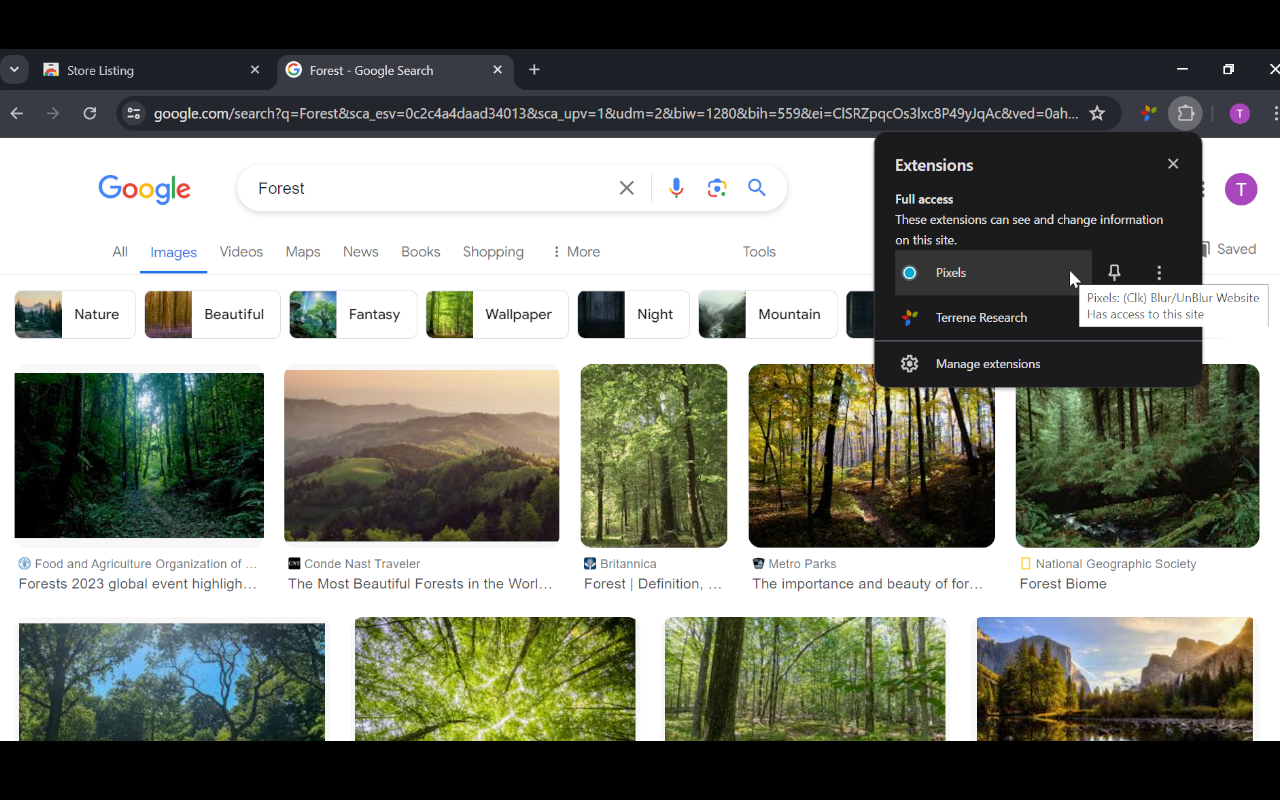 Store Listing
Forest - Google Search
google.com/search?q=Forest&sca_esv=0c2c4a4daad34013&sca_upv=1&udm=2&biw=1280&bih=559&ei=ClSRZpqcOs3lxc8P49yJqAc&ved=0ah...
T
Google
Forest
T
All
Images
Videos
Maps
News
Books
Shopping
More
Tools
Saved
Extensions
Full access
These extensions can see and change information
on this site.
Pixels
Pixels: (Clk) Blur/UnBlur Website
Has access to this site
Terrene Research
Manage extensions
Nature
Beautiful
Fantasy
Wallpaper
Night
Mountain
Food and Agriculture Organization of ...
Forests 2023 global event highligh...
CNT
Conde Nast Traveler
The Most Beautiful Forests in the Worl...
Britannica
Forest | Definition, ...
Metro Parks
The importance and beauty of for...
National Geographic Society
Forest Biome